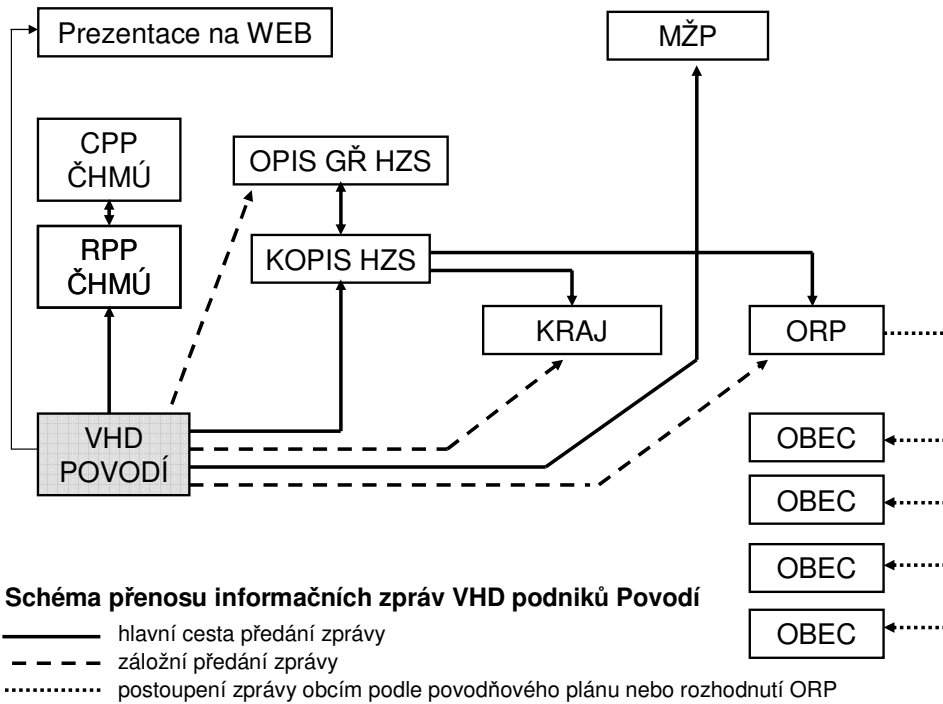 Prezentace na WEB
MŽP
CPP
ČHMÚ
OPIS GŘ HZS
RPP
ČHMÚ
KOPIS HZS
KRAJ
ORP
VHD
POVODÍ
OBEC
OBEC
OBEC
OBEC
Schéma přenosu informačních zpráv VHD podniků Povodí
hlavní cesta předání zprávy
záložní předání zprávy
postoupení zprávy obcím podle povodňového plánu nebo rozhodnutí ORP